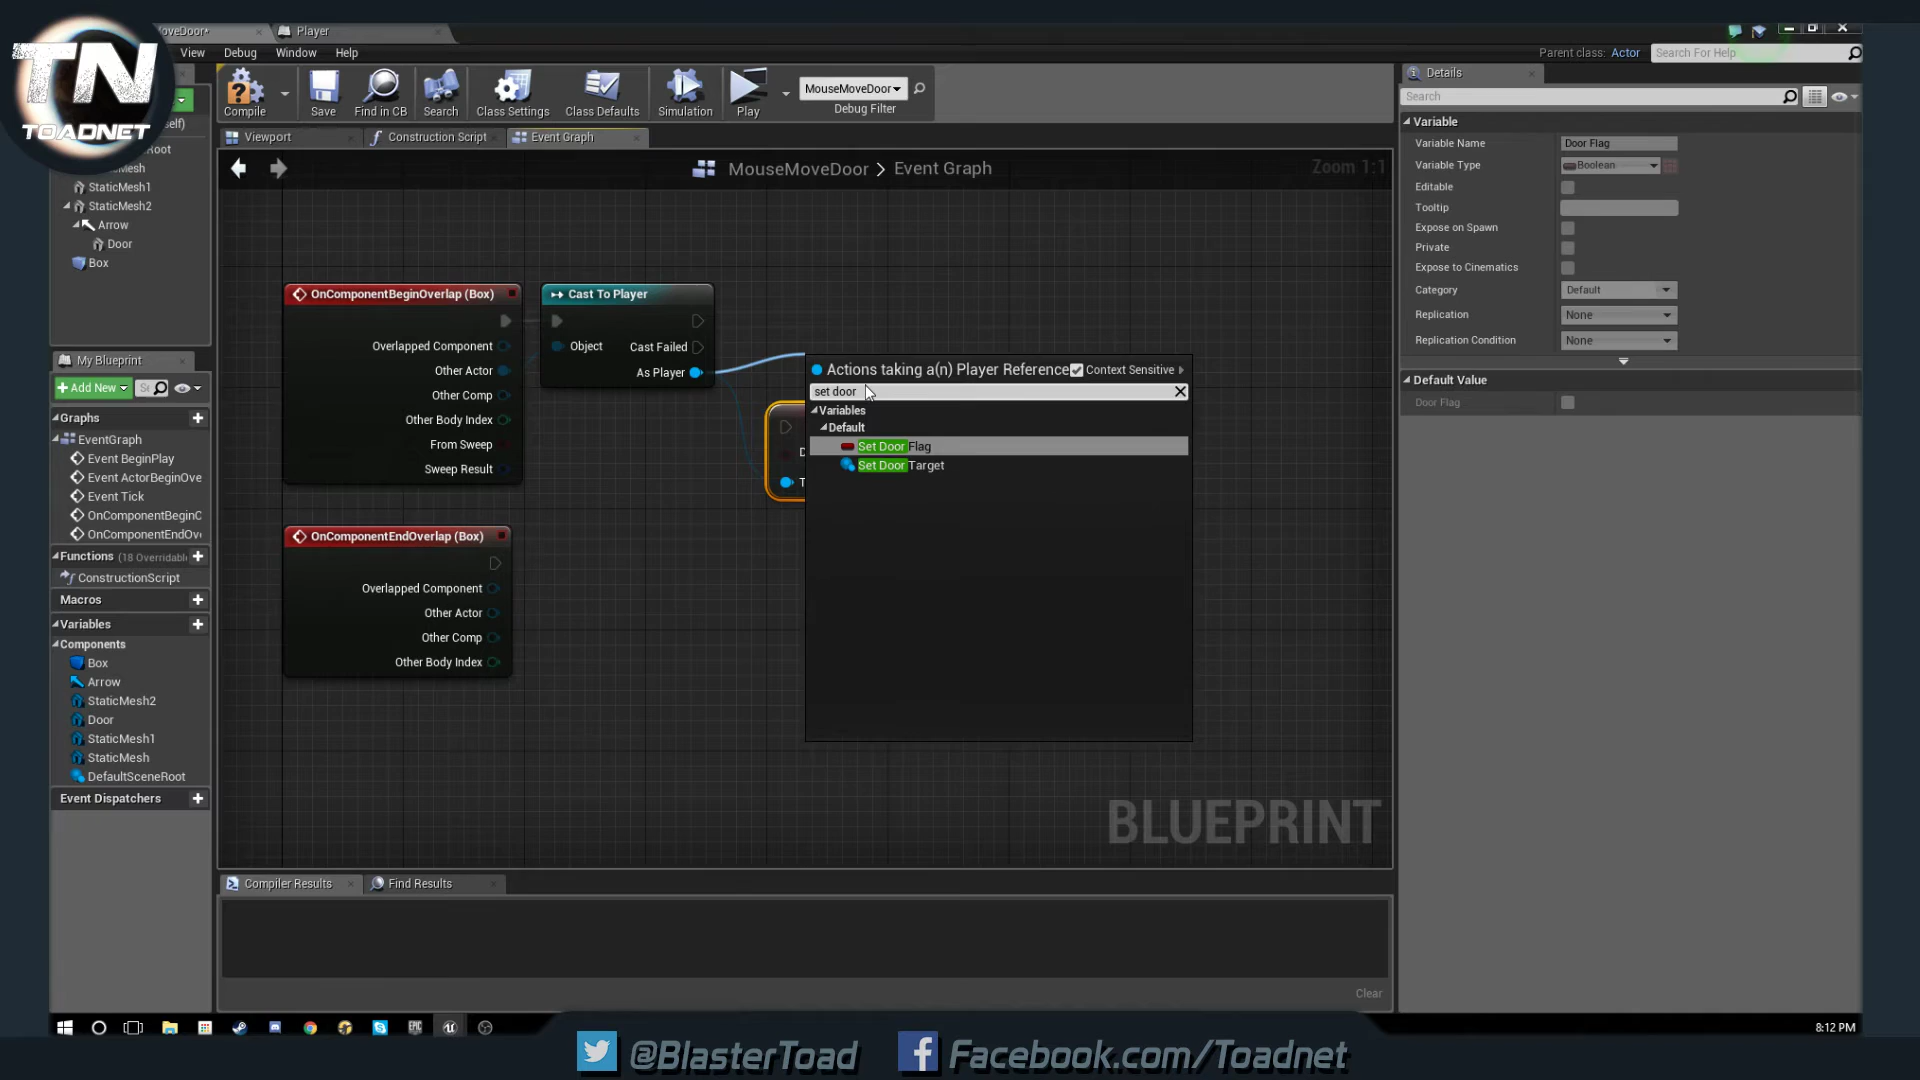 TN
TOADNET
MoveDoor*
Player
View
Debug
Window
Help
Parent class: Actor
Search For Help
Compile
Save
Find in CB
Search
Class Settings
Class Defaults
Simulation
Play
MouseMoveDoor
Debug Filter
Viewport
Construction Script
Event Graph
MouseMoveDoor > Event Graph
Zoom 1:1
StaticMesh1
StaticMesh2
Arrow
Door
Box
My Blueprint
Add New
Graphs
EventGraph
Event BeginPlay
Event ActorBeginOve
Event Tick
OnComponentBeginO
OnComponentEndOv
Functions (18 Overridabl
ConstructionScript
Macros
Variables
Components
Box
Arrow
StaticMesh2
Door
StaticMesh1
StaticMesh
DefaultSceneRoot
Event Dispatchers
OnComponentBeginOverlap (Box)
Overlapped Component
Other Actor
Other Comp
Other Body Index
From Sweep
Sweep Result
Cast To Player
Object
Cast Failed
As Player
OnComponentEndOverlap (Box)
Overlapped Component
Other Actor
Other Comp
Other Body Index
Actions taking a(n) Player Reference
Context Sensitive
set door
Variables
Default
Set Door Flag
Set Door Target
BLUEPRINT
Compiler Results
Find Results
Clear
Details
Search
Variable
Variable Name
Door Flag
Variable Type
Boolean
Editable
Tooltip
Expose on Spawn
Private
Expose to Cinematics
Category
Default
Replication
None
Replication Condition
None
Default Value
Door Flag
8:12 PM
@BlasterToad
Facebook.com/Toadnet